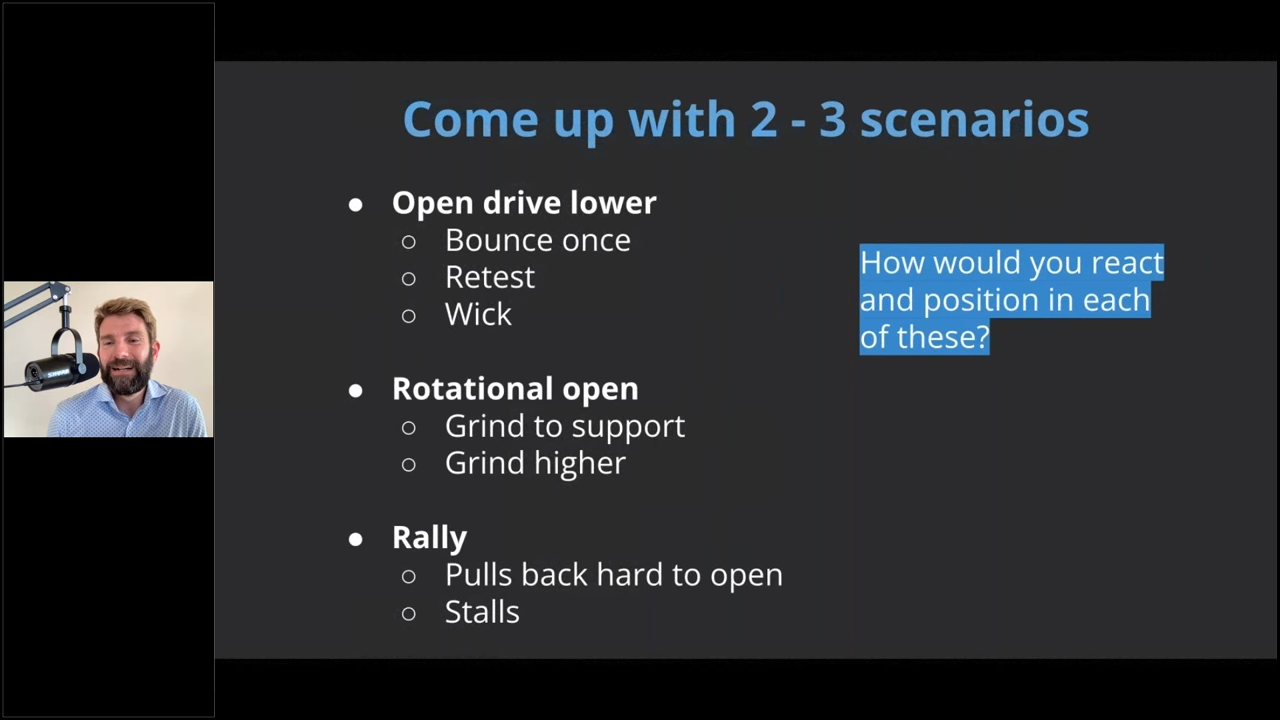 Come up with 2 - 3 scenarios
● Open drive lower
○ Bounce once
○ Retest
○ Wick
● Rotational open
○ Grind to support
○ Grind higher
● Rally
○ Pulls back hard to open
○ Stalls
How would you react
and position in each
of these?
SHURE